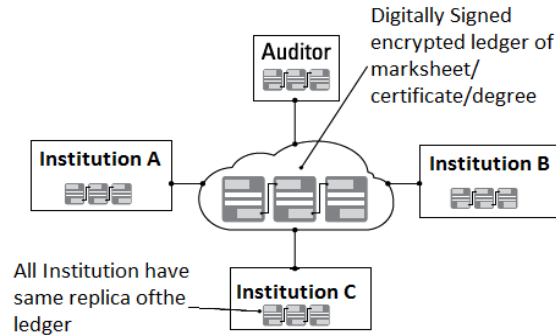 Digitally Signed
encrypted ledger of
marksheet/
certificate/degree
Auditor
Institution A
Institution B
All Institution have
same replica ofthe
ledger
Institution C